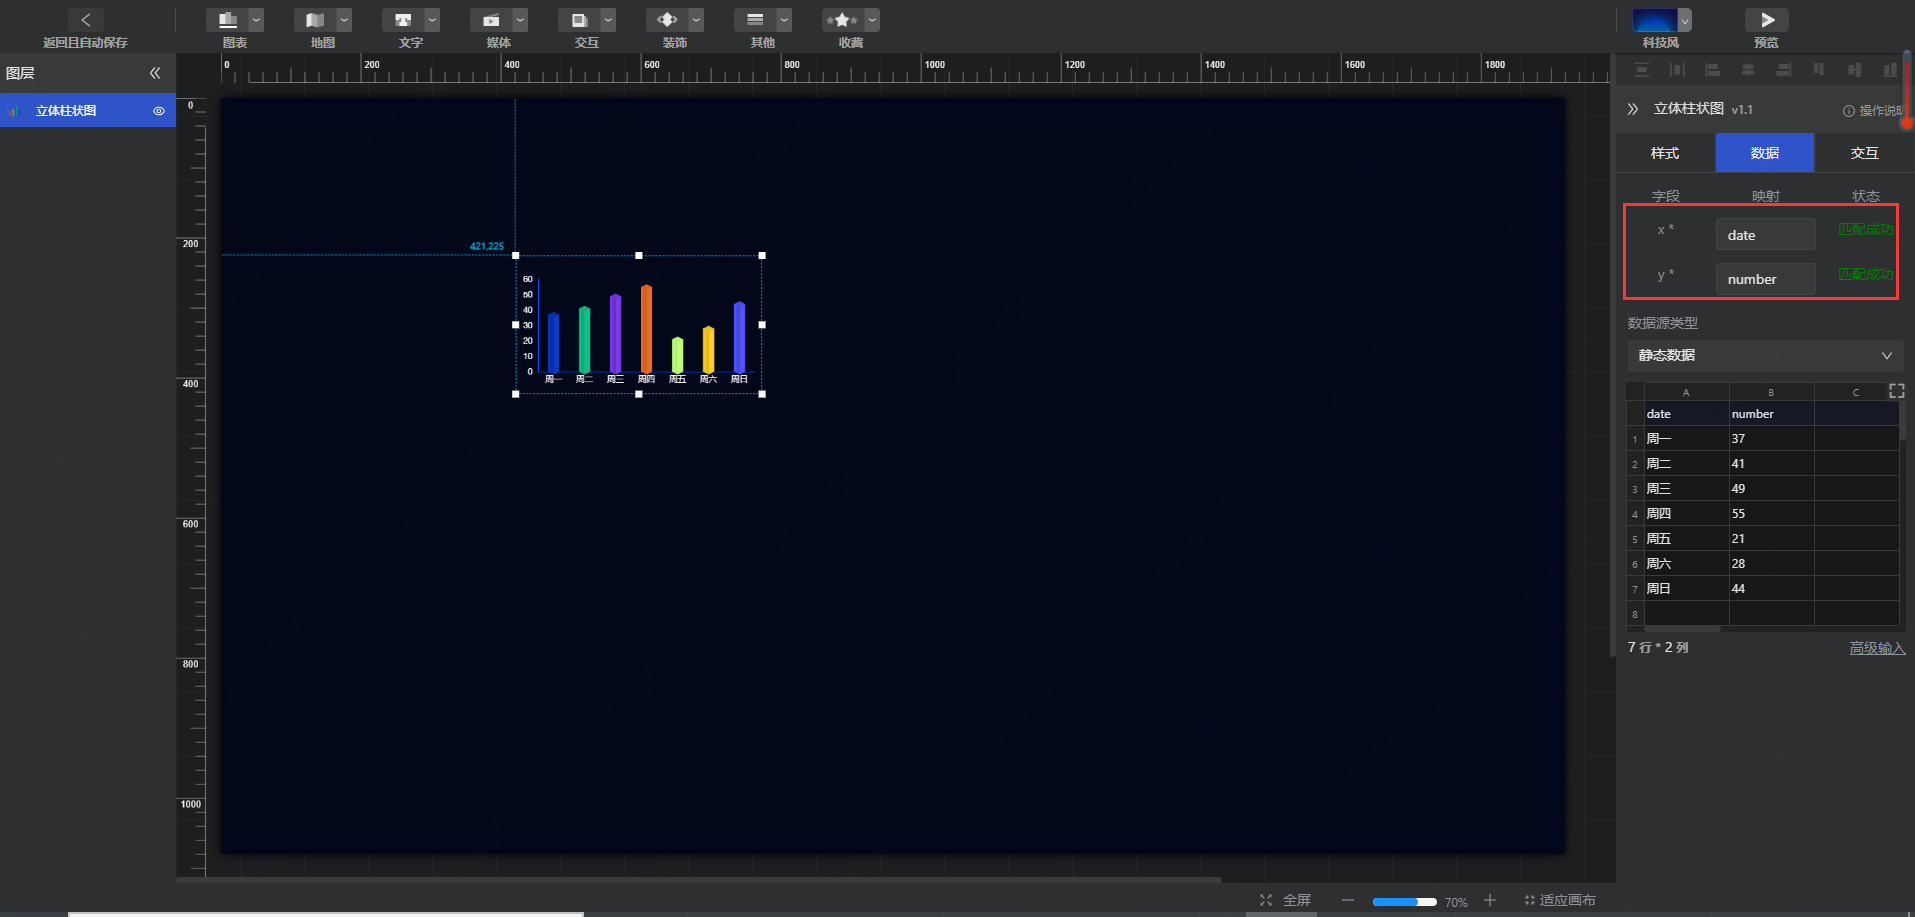 返回且自动保存
图表
地图
文字
媒体
交互
装饰
其他
收藏
科技风
预览
图层
立体柱状图
0
200
400
600
800
1000
1200
1400
1600
1800
0
200
400
600
800
1000
421,225
60
50
40
30
20
10
0
周一
周二
周三
周四
周五
周六
周日
立体柱状图 v1.1
操作说明
样式
数据
交互
字段
映射
状态
x *
date
匹配成功
y *
number
匹配成功
数据源类型
静态数据
A B C
date number
1 周一 37
2 周二 41
3 周三 49
4 周四 55
5 周五 21
6 周六 28
7 周日 44
8
7 行 * 2 列
高级输入
全屏
70%
适应画布